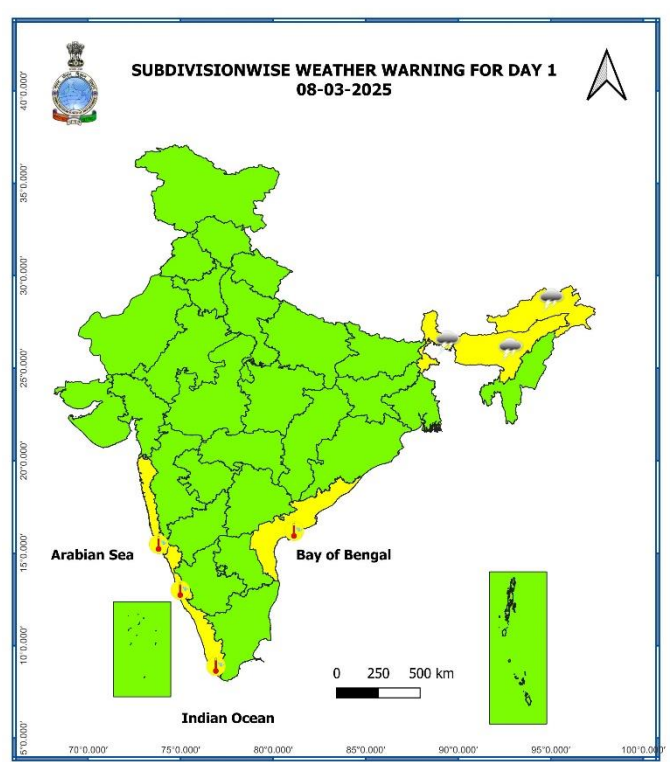 SUBDIVISIONWISE WEATHER WARNING FOR DAY 1
08-03-2025
40°0.000'
35°0.000'
30°0.000'
25°0.000'
20°0.000'
15°0.000'
10°0.000'
5°0.000'
Arabian Sea
Bay of Bengal
0 250 500 km
Indian Ocean
70°0.000' 75°0.000' 80°0.000' 85°0.000' 90°0.000' 95°0.000' 100°0.000'